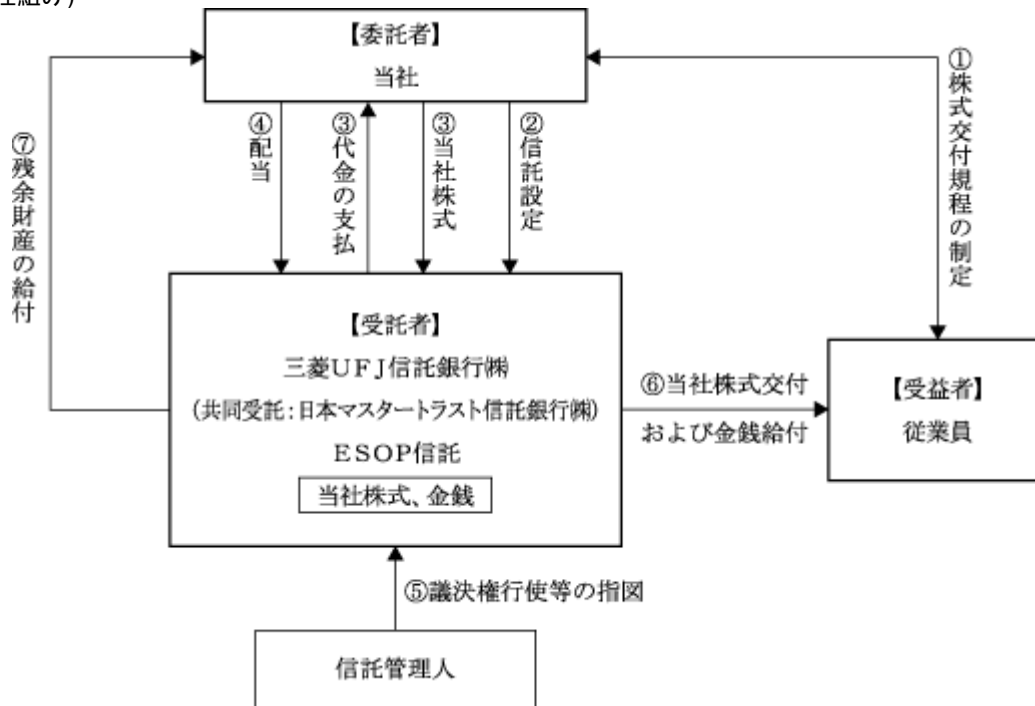 仕組み)
【委託者】
当社
①株式交付規程の制定
②信託設定
③当社株式
③代金の支払
④配当
⑦残余財産の給付
【受託者】
三菱UFJ信託銀行㈱
(共同受託:日本マスタートラスト信託銀行㈱)
ESOP信託
当社株式、金銭
⑥当社株式交付
および金銭給付
【受益者】
従業員
⑤議決権行使等の指図
信託管理人